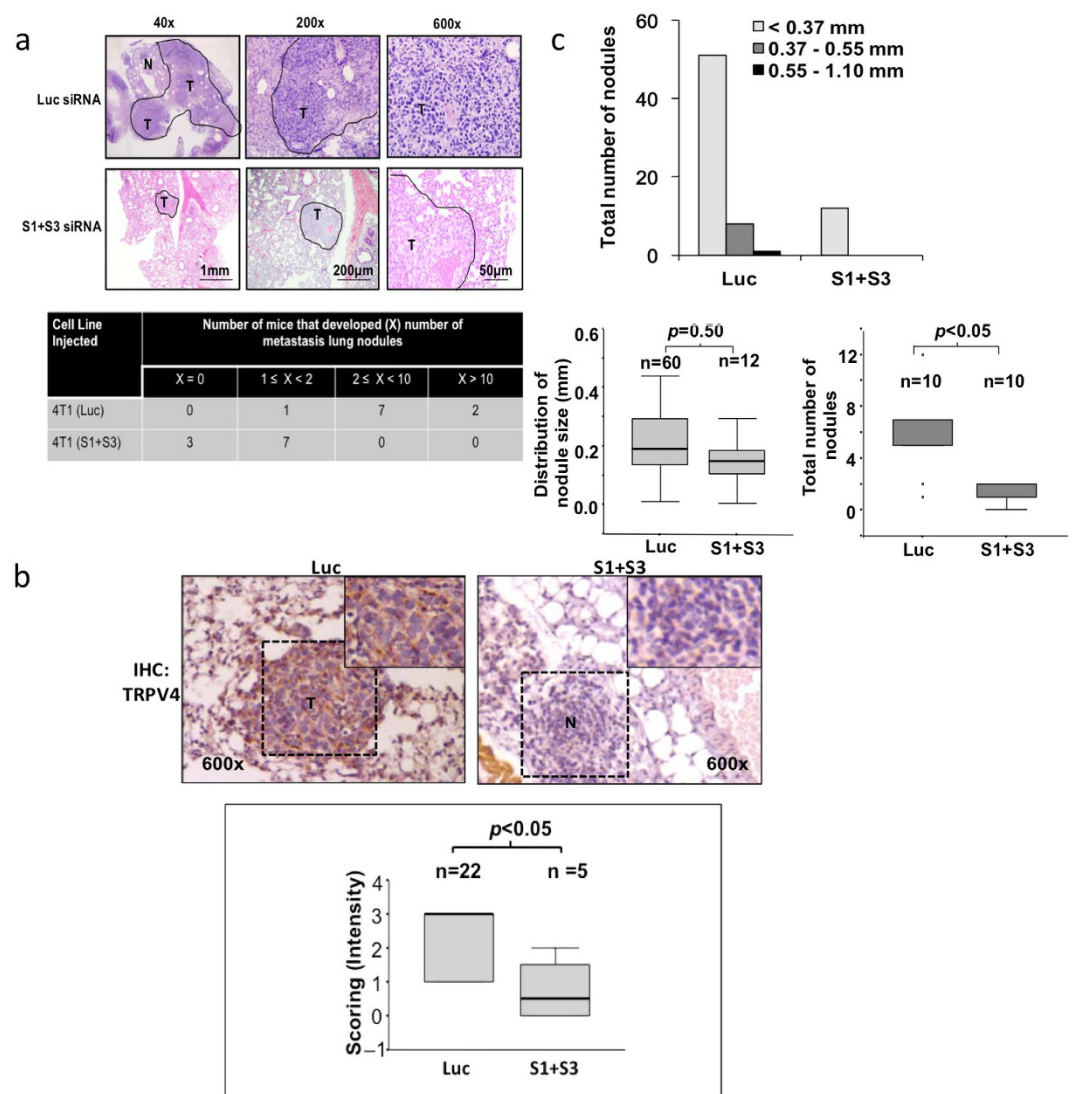 a
40x
200x
600x
Luc siRNA
N
T
T
T
T
S1+S3 siRNA
T
T
T
1mm
200µm
50µm
Cell Line Injected
Number of mice that developed (X) number of metastasis lung nodules
X = 0
1 ≤ X < 2
2 ≤ X < 10
X > 10
4T1 (Luc)
0
1
7
2
4T1 (S1+S3)
3
7
0
0
c
Total number of nodules
60
40
20
0
< 0.37 mm
0.37 - 0.55 mm
0.55 - 1.10 mm
Luc
S1+S3
Distribution of
nodule size (mm)
0.6
0.4
0.2
0.0
p=0.50
n=60
n=12
Luc
S1+S3
Total number of
nodules
12
8
4
0
p<0.05
n=10
n=10
Luc
S1+S3
b
Luc
S1+S3
IHC:
TRPV4
T
600x
N
600x
p<0.05
n=22
n =5
Scoring (Intensity)
4
3
2
1
0
–1
Luc
S1+S3